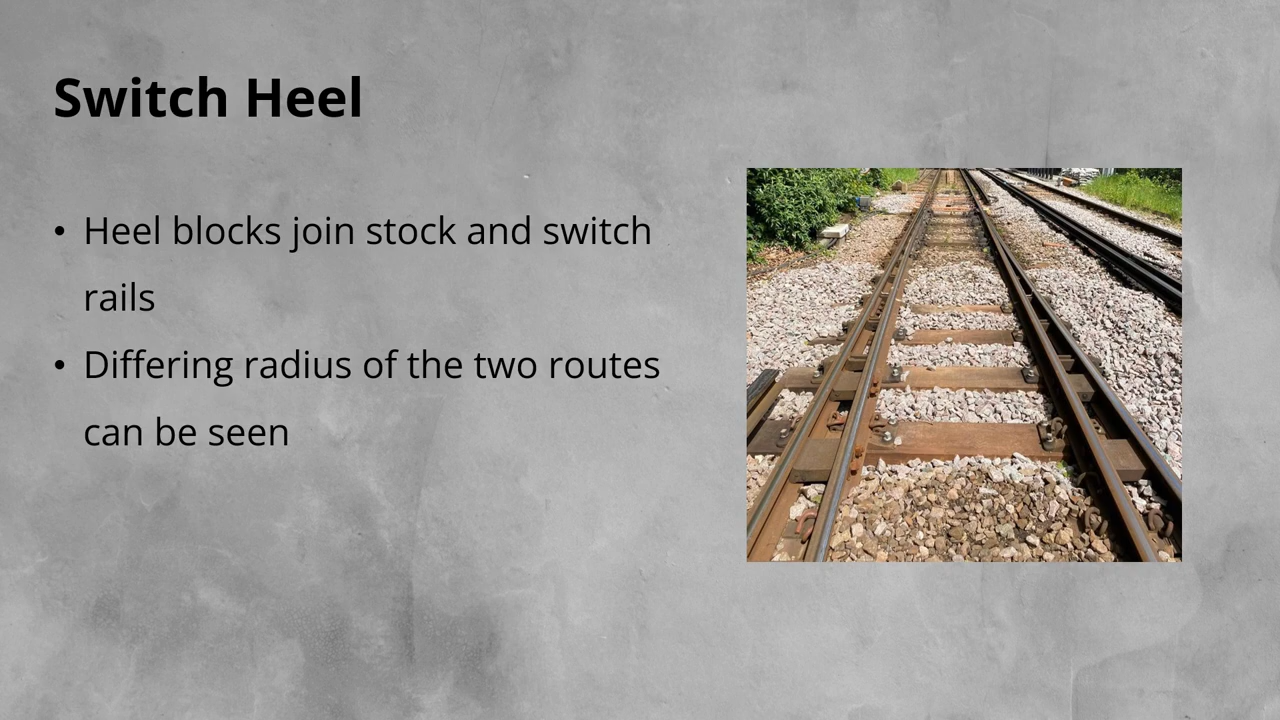 Switch Heel
• Heel blocks join stock and switch
rails
• Differing radius of the two routes
can be seen